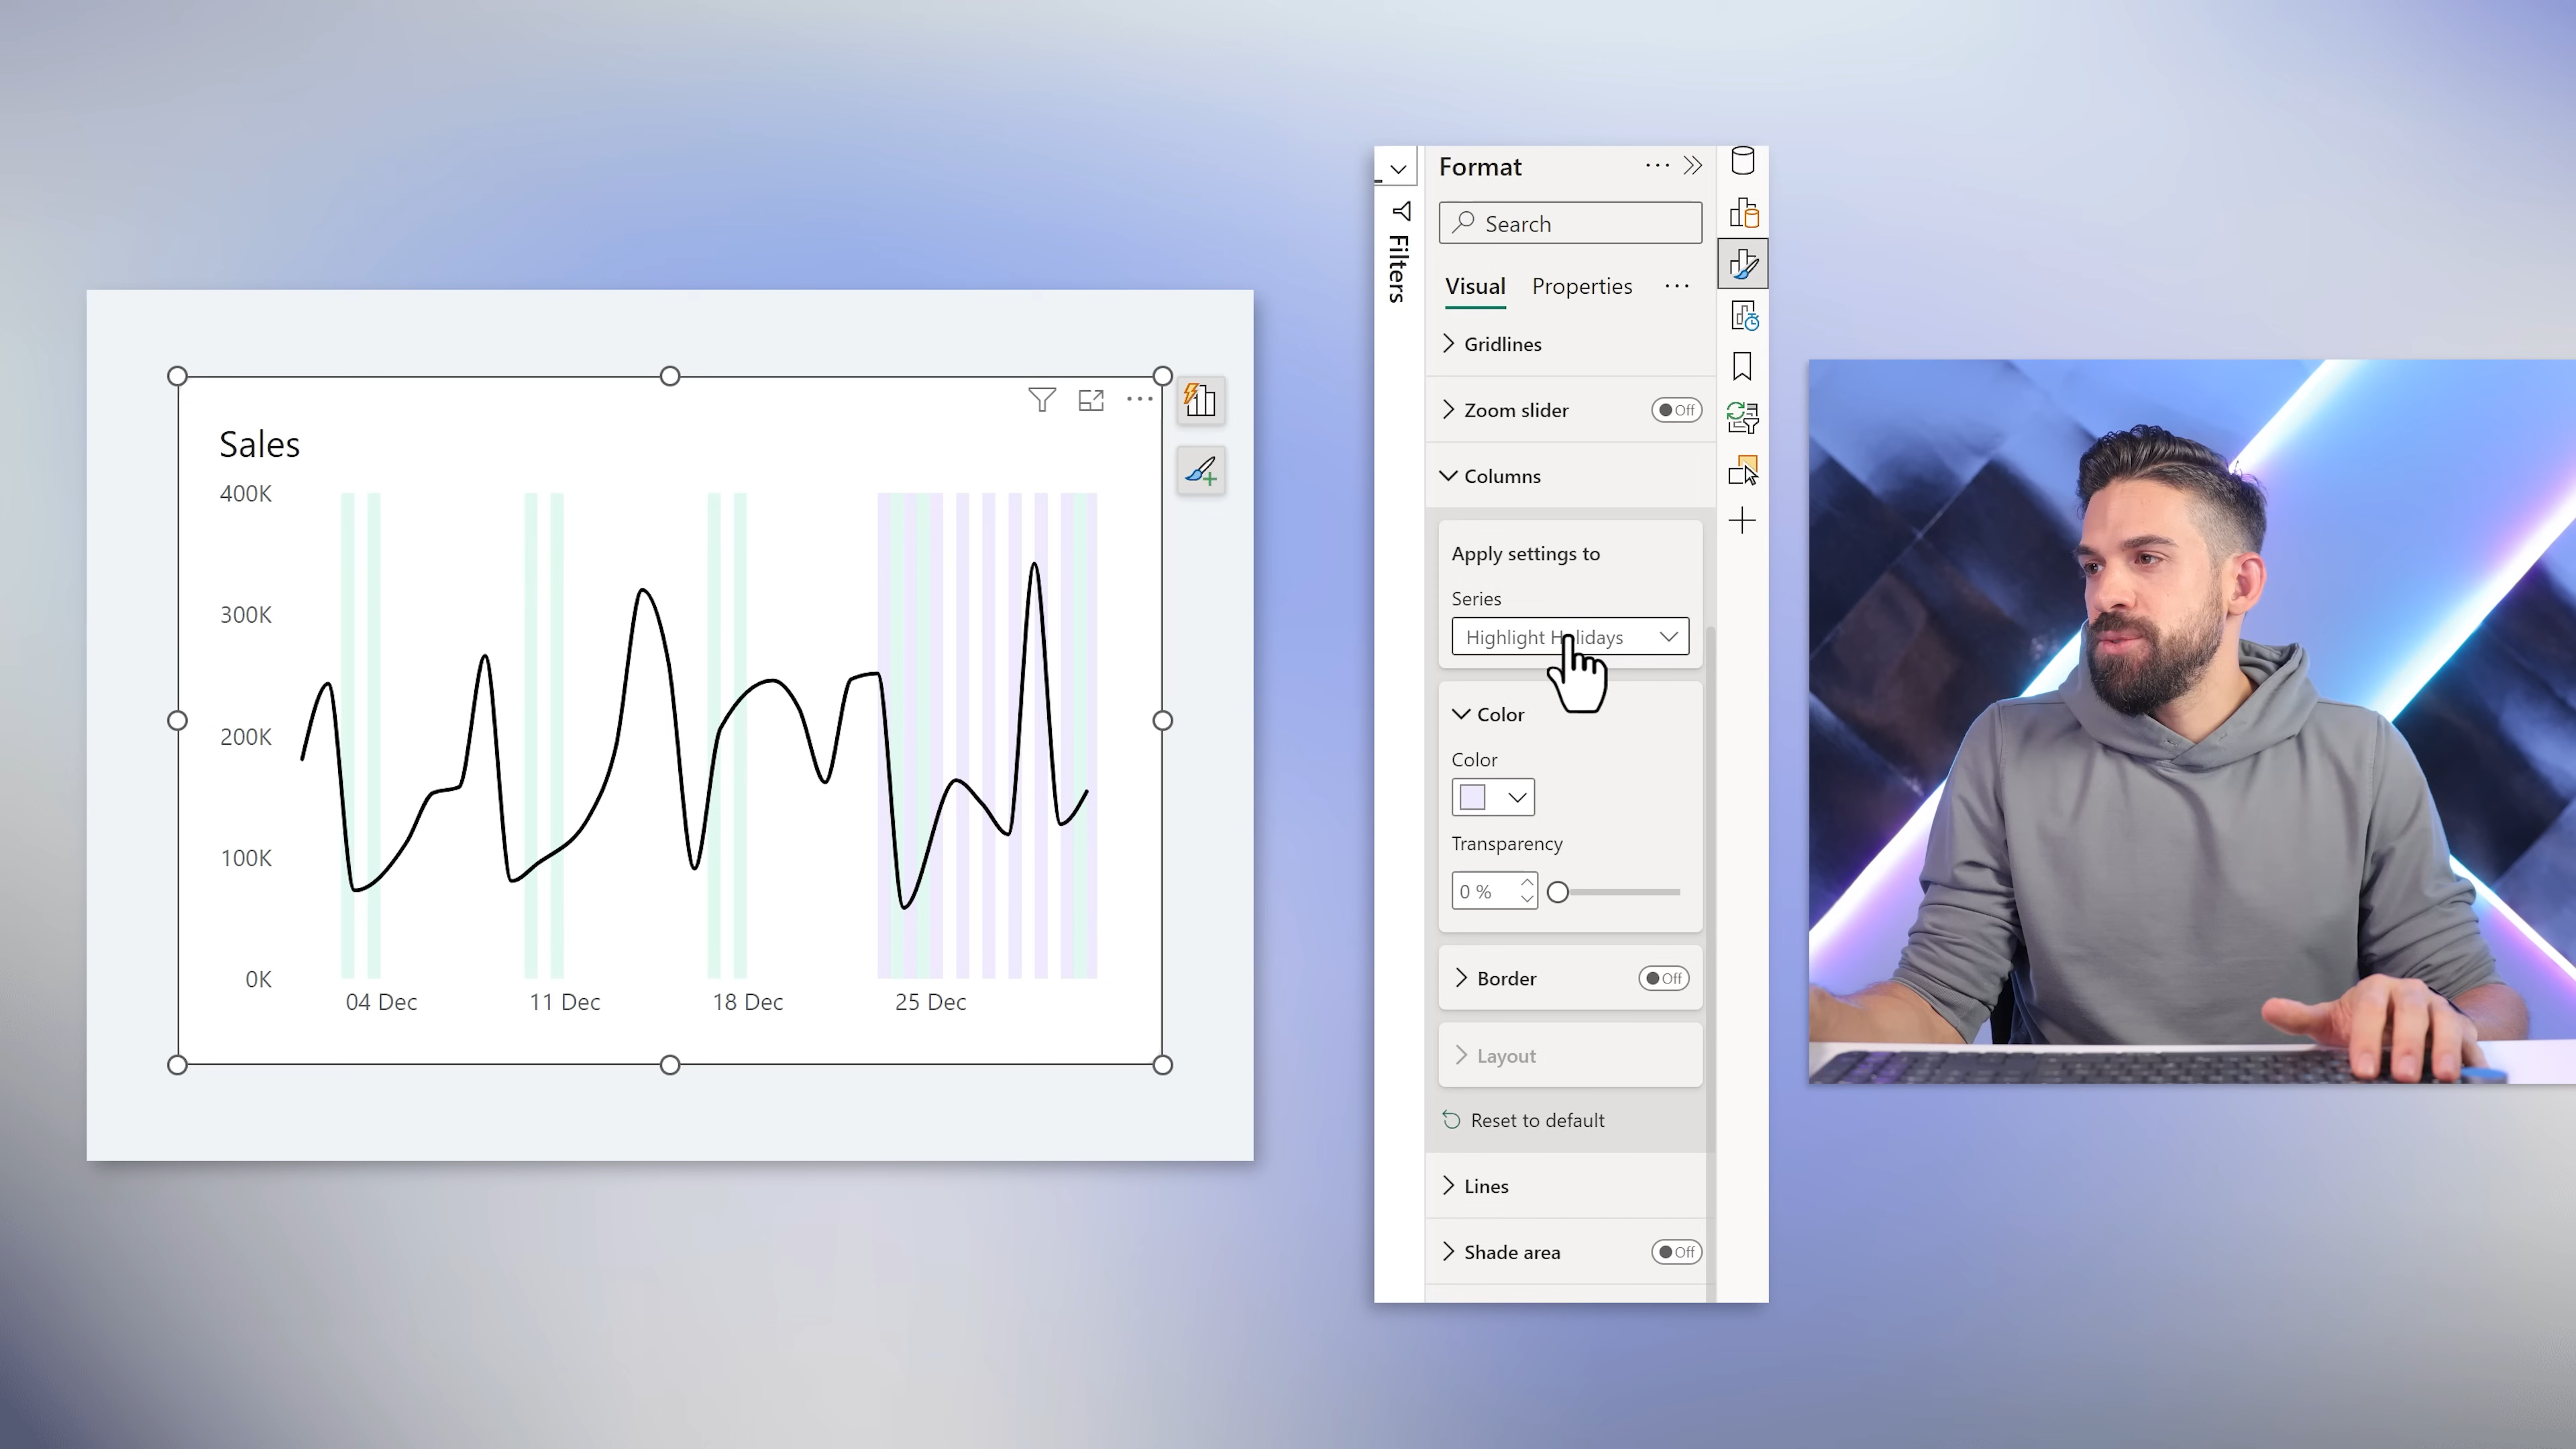 Sales
400K
300K
200K
100K
0K
04 Dec 11 Dec 18 Dec 25 Dec
Filters
Format
Search
Visual Properties
Gridlines
Zoom slider Off
Columns
Apply settings to
Series
Highlight Holidays
Color
Color
Transparency
0 %
Border Off
Layout
Reset to default
Lines
Shade area Off